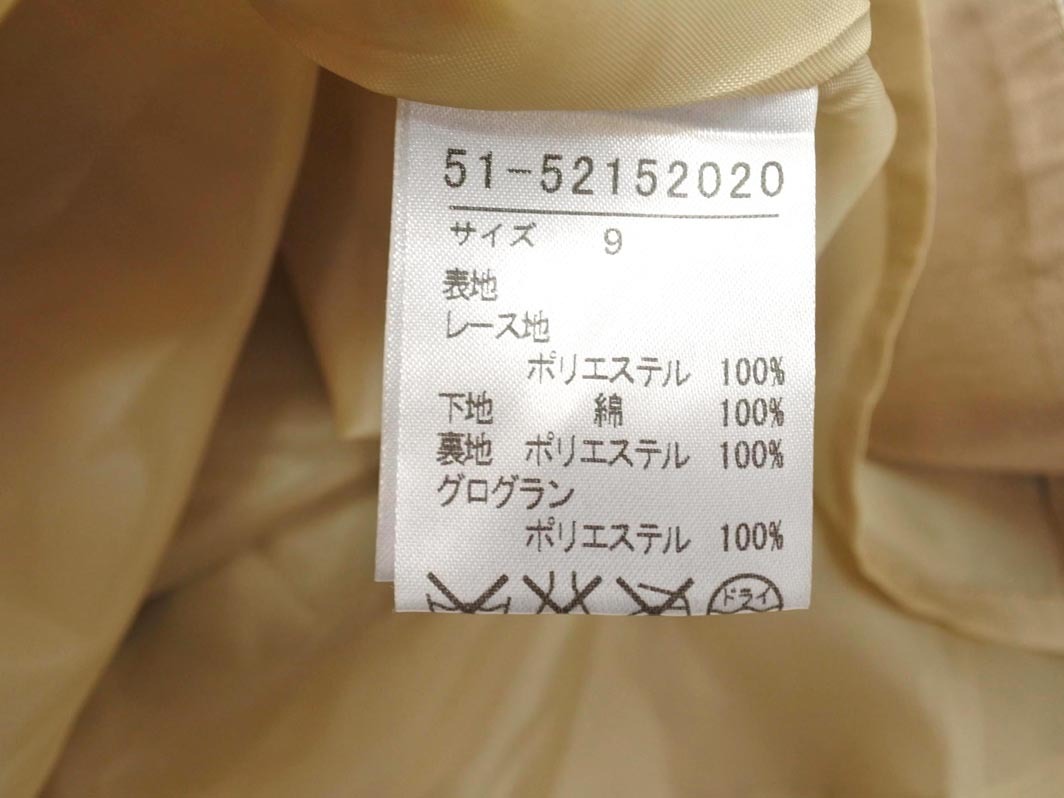 51-52152020
サイズ 9
表地
レース地
ポリエステル 100%
下地 綿 100%
裏地 ポリエステル 100%
グログラン
ポリエステル 100%
ドライ